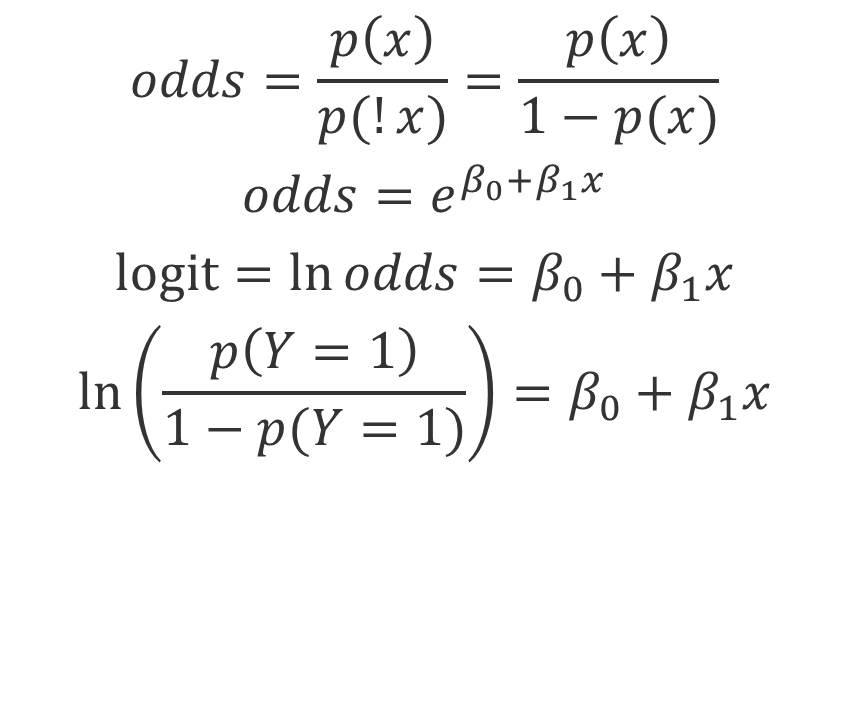 odds = p(x) / p(! x) = p(x) / 1 − p(x)
odds = e^{β₀+β₁x}
logit = ln odds = β₀ + β₁x
ln( p(Y = 1) / 1 − p(Y = 1) ) = β₀ + β₁x